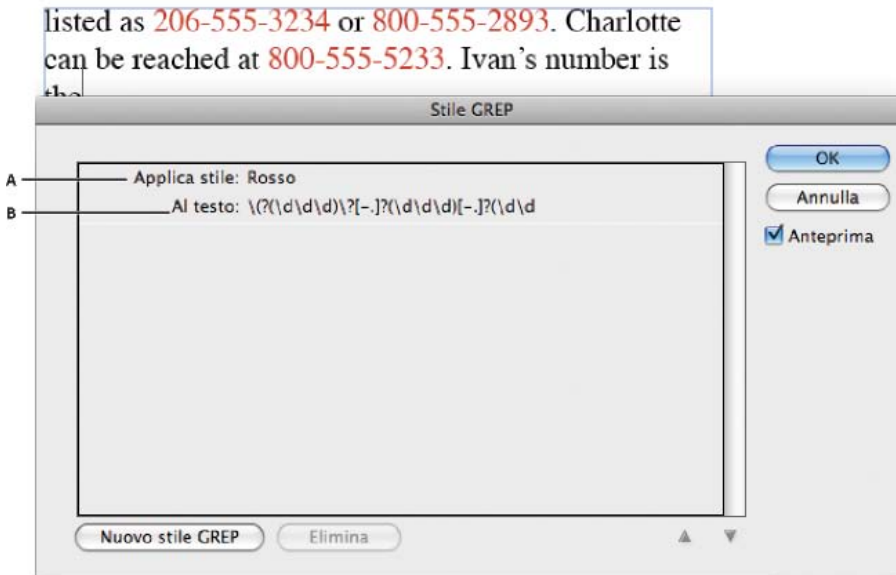 listed as 206-555-3234 or 800-555-2893. Charlotte
can be reached at 800-555-5233. Ivan's number is
the
Stile GREP
A
Applica stile: Rosso
B
Al testo: \(?(\d\d\d)\?[-.]?(\d\d\d)[-.]?(\d\d
OK
Annulla
Anteprima
Nuovo stile GREP
Elimina